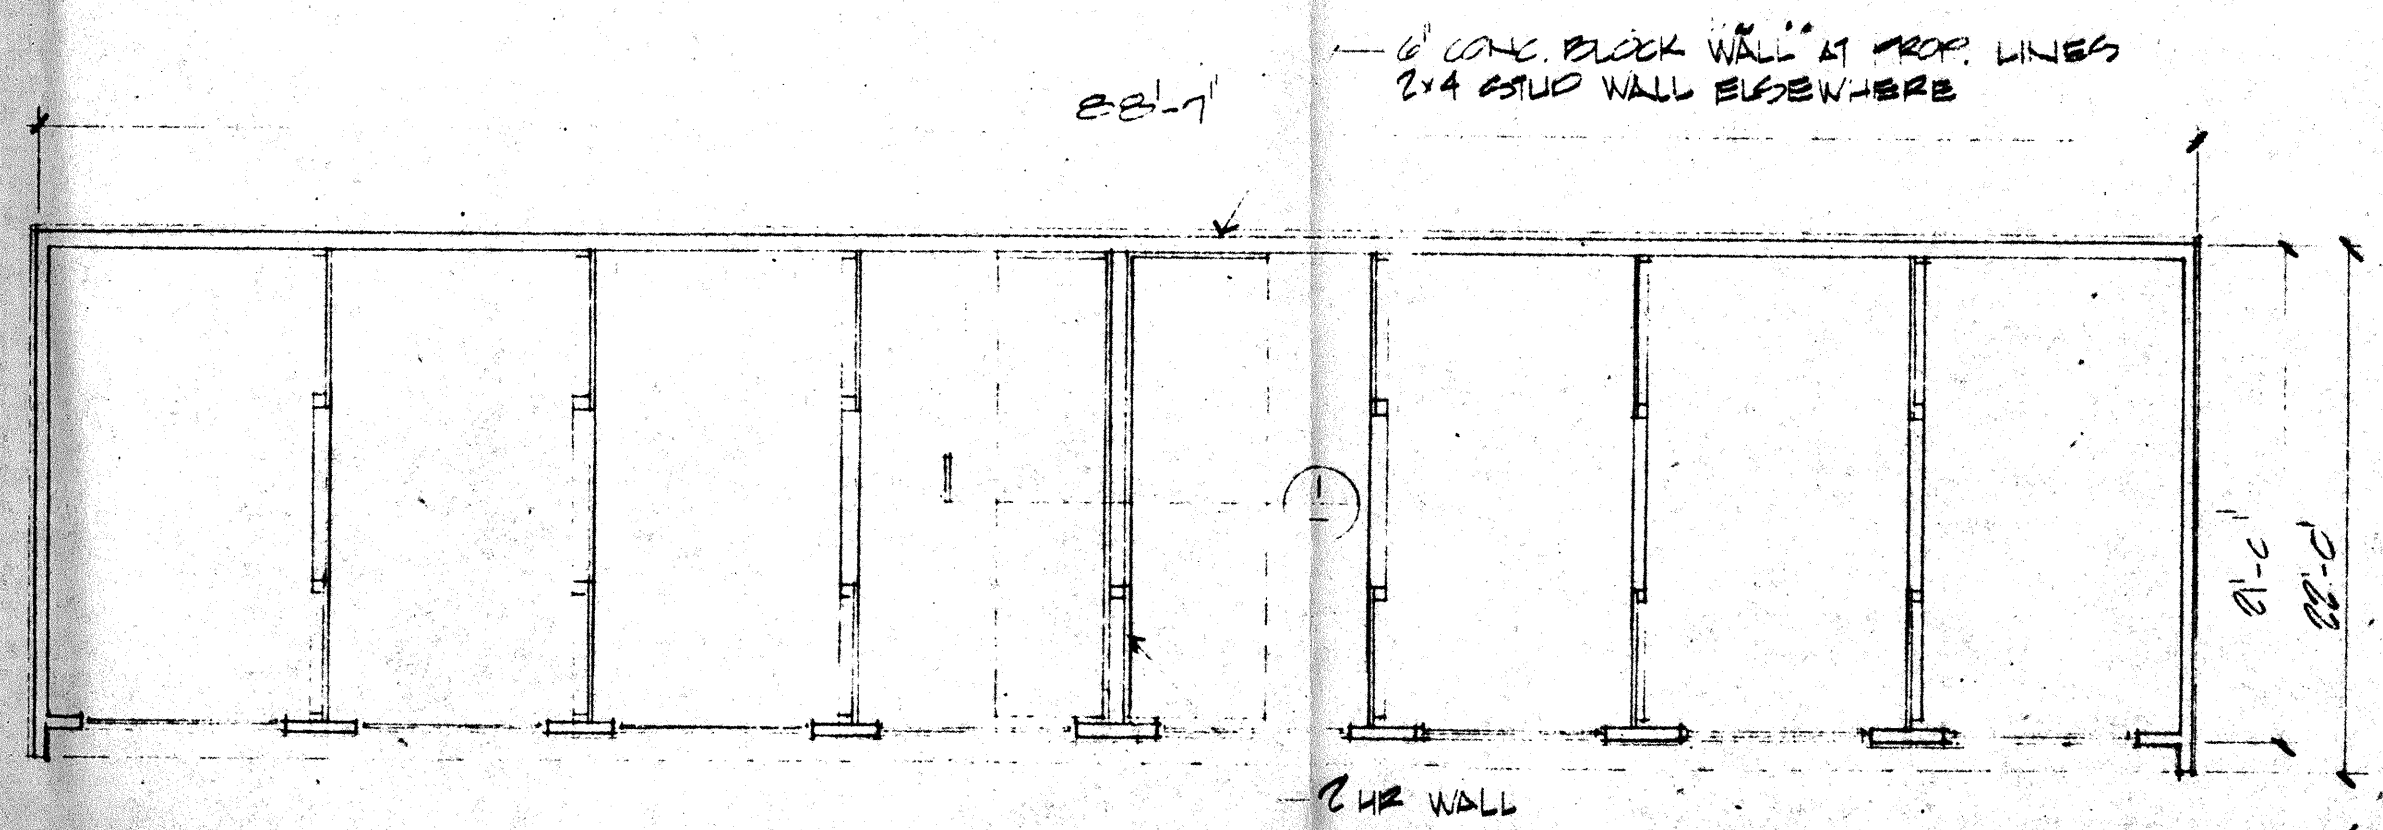 6" CONC. BLOCK WALL AT PROP. LINES
2x4 STUD WALL ELSEWHERE
88'-7"
1
21'-0"
22'-0"
2 HR WALL